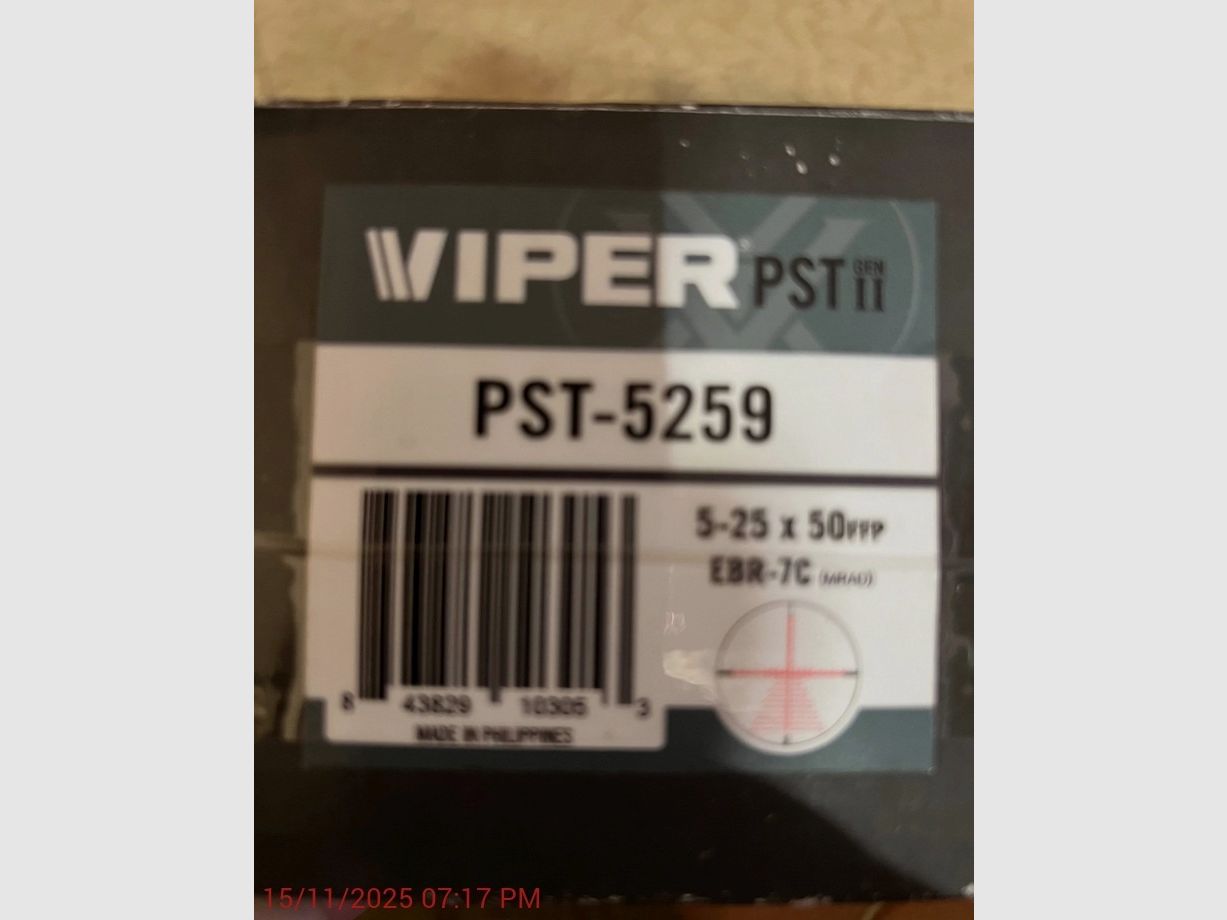 VIPER® PST GEN II
PST-5259
5-25 x 50FFP
EBR-7C (MRAD)
8 43829 10305 3
MADE IN PHILIPPINES
15/11/2025 07:17 PM